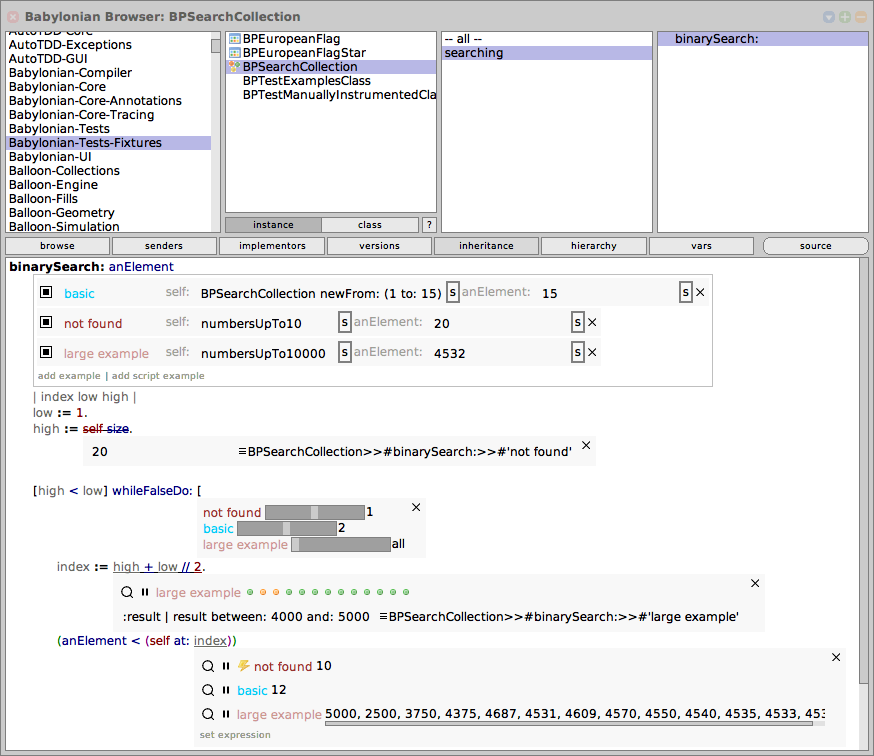 Babylonian Browser: BPSearchCollection
AutoTDD-Core
AutoTDD-Exceptions
AutoTDD-GUI
Babylonian-Compiler
Babylonian-Core
Babylonian-Core-Annotations
Babylonian-Core-Tracing
Babylonian-Tests
Babylonian-Tests-Fixtures
Babylonian-UI
Balloon-Collections
Balloon-Engine
Balloon-Fills
Balloon-Geometry
Balloon-Simulation
BPEuropeanFlag
BPEuropeanFlagStar
BPSearchCollection
BPTestExamplesClass
BPTestManuallyInstrumentedCla
instance class ?
-- all --
searching
binarySearch:
browse senders implementors versions inheritance hierarchy vars source
binarySearch: anElement
basic self: BPSearchCollection newFrom: (1 to: 15) s anElement: 15 s ×
not found self: numbersUpTo10 s anElement: 20 s ×
large example self: numbersUpTo10000 s anElement: 4532 s ×
add example | add script example
| index low high |
low := 1.
high := self size.
20 ≡BPSearchCollection>>#binarySearch:>>#'not found' ×
[high < low] whileFalseDo: [
not found 1 ×
basic 2
large example all
index := high + low // 2.
large example ×
:result | result between: 4000 and: 5000 ≡BPSearchCollection>>#binarySearch:>>#'large example'
(anElement < (self at: index))
not found 10 ×
basic 12
large example 5000, 2500, 3750, 4375, 4687, 4531, 4609, 4570, 4550, 4540, 4535, 4533, 453
set expression